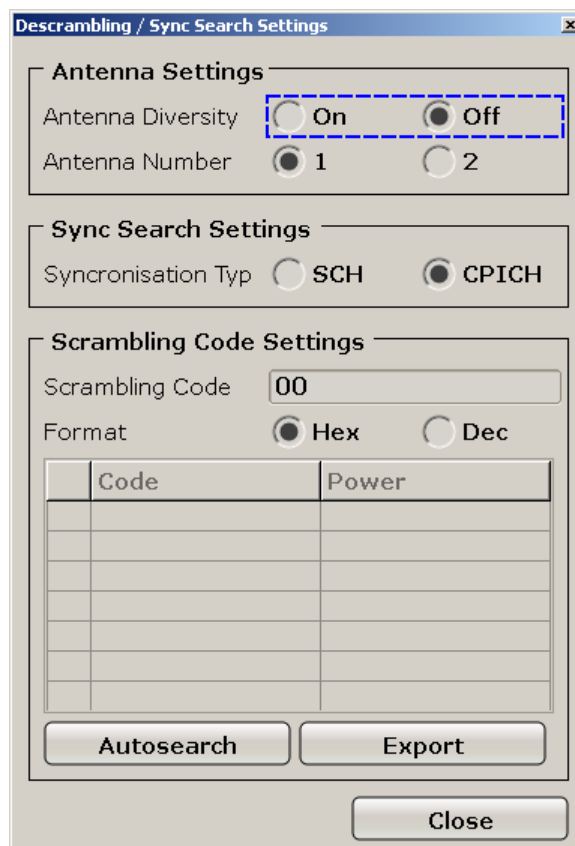 Descrambling / Sync Search Settings
Antenna Settings
Antenna Diversity On Off
Antenna Number 1 2
Sync Search Settings
Syncronisation Typ SCH CPICH
Scrambling Code Settings
Scrambling Code 00
Format Hex Dec
Code Power
Autosearch Export
Close